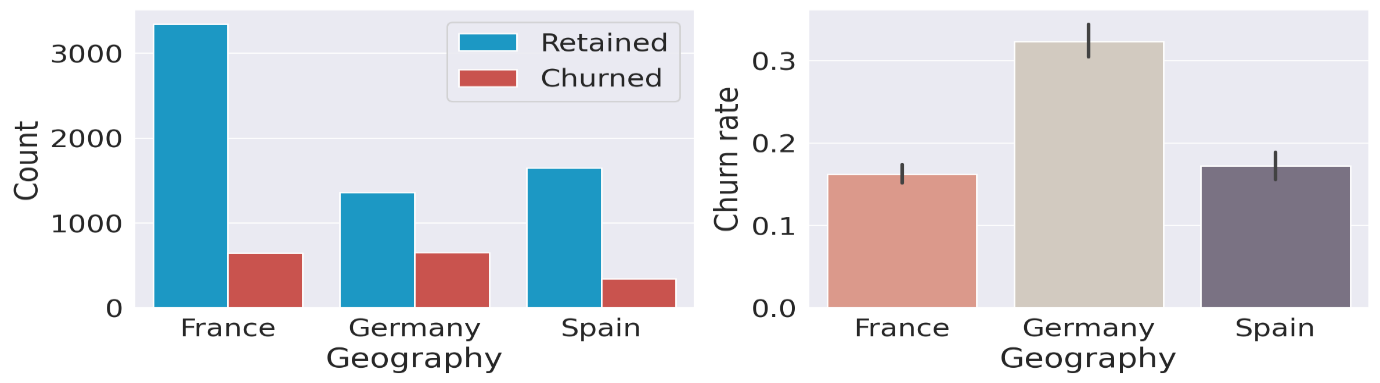 Count
3000
2000
1000
0
Retained
Churned
France
Germany
Spain
Geography
Churn rate
0.3
0.2
0.1
0.0
France
Germany
Spain
Geography